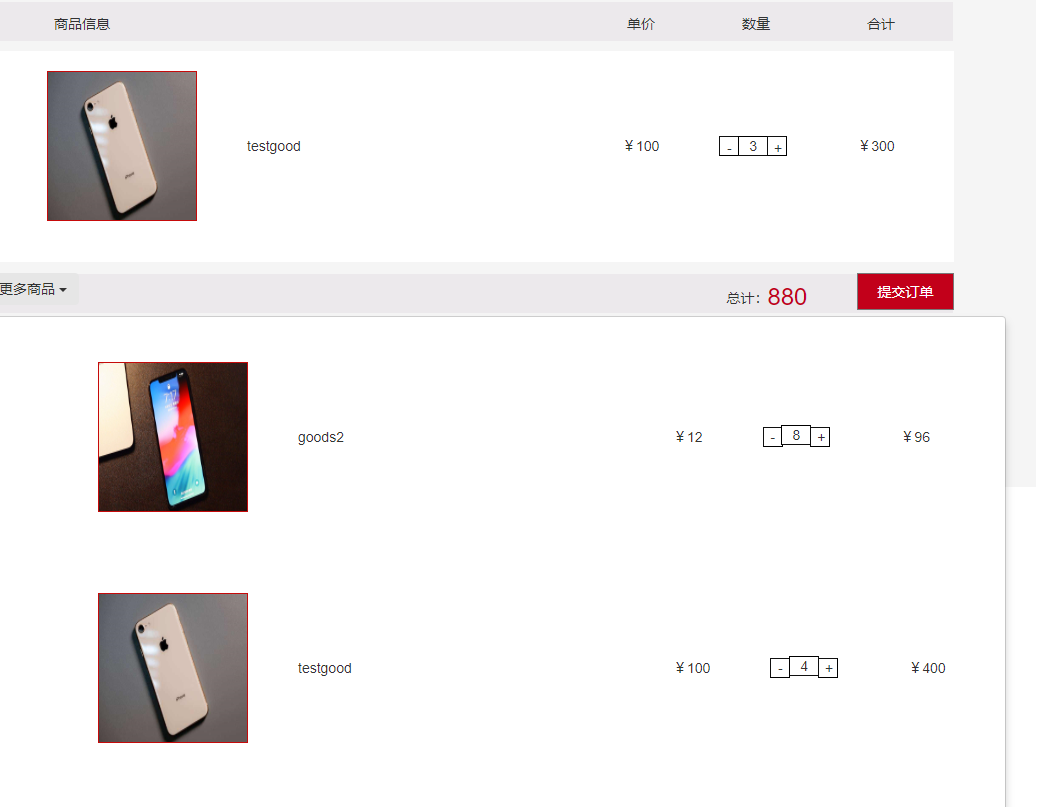 商品信息 单价 数量 合计
testgood ¥ 100 - 3 + ¥ 300
更多商品 总计：880 提交订单
goods2 ¥ 12 - 8 + ¥ 96
testgood ¥ 100 - 4 + ¥ 400